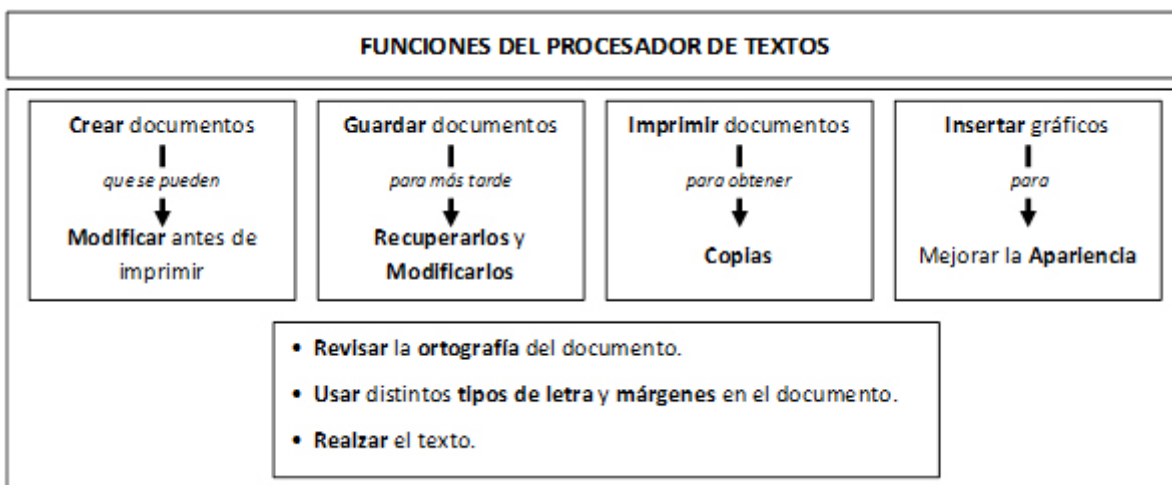 FUNCIONES DEL PROCESADOR DE TEXTOS
Crear documentos
que se pueden
Modificar antes de
imprimir
Guardar documentos
para más tarde
Recuperarlos y
Modificarlos
Imprimir documentos
para obtener
Copias
Insertar gráficos
para
Mejorar la Apariencia
• Revisar la ortografía del documento.
• Usar distintos tipos de letra y márgenes en el documento.
• Realzar el texto.